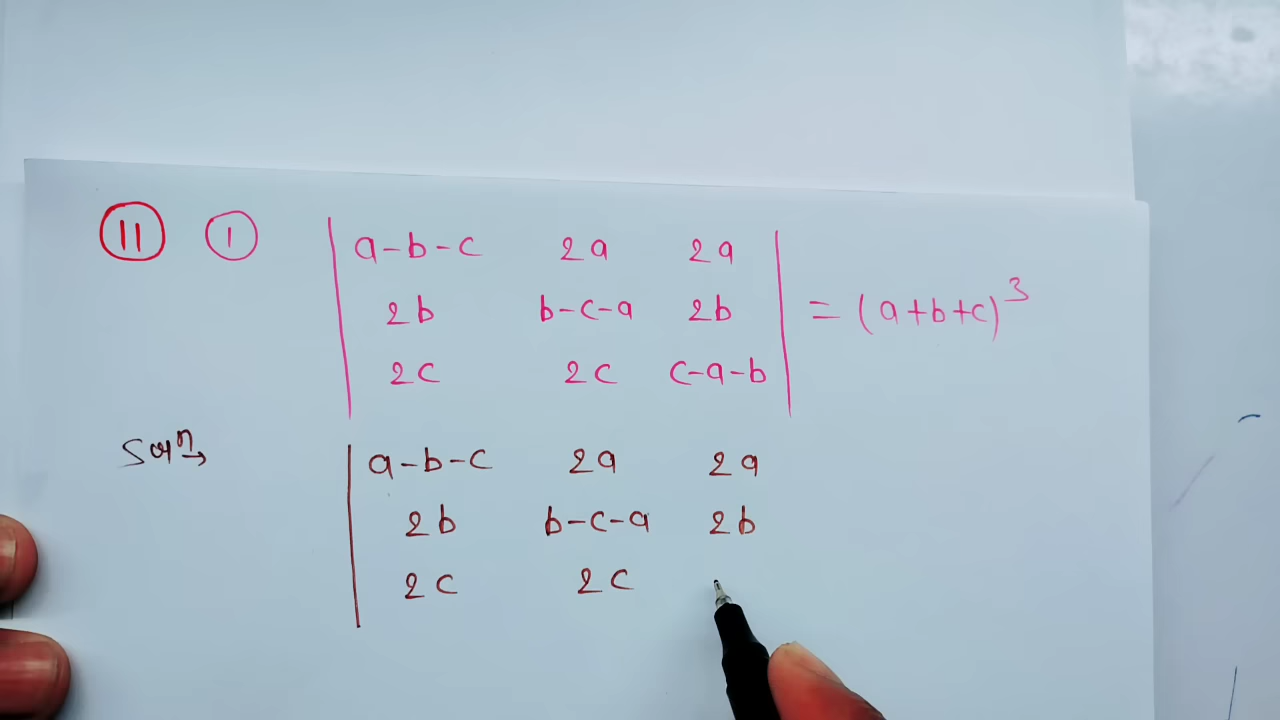 11 1 | a-b-c 2a 2a |
| 2b b-c-a 2b | = (a+b+c)³
| 2c 2c c-a-b |
Solⁿ→ | a-b-c 2a 2a
| 2b b-c-a 2b
| 2c 2c